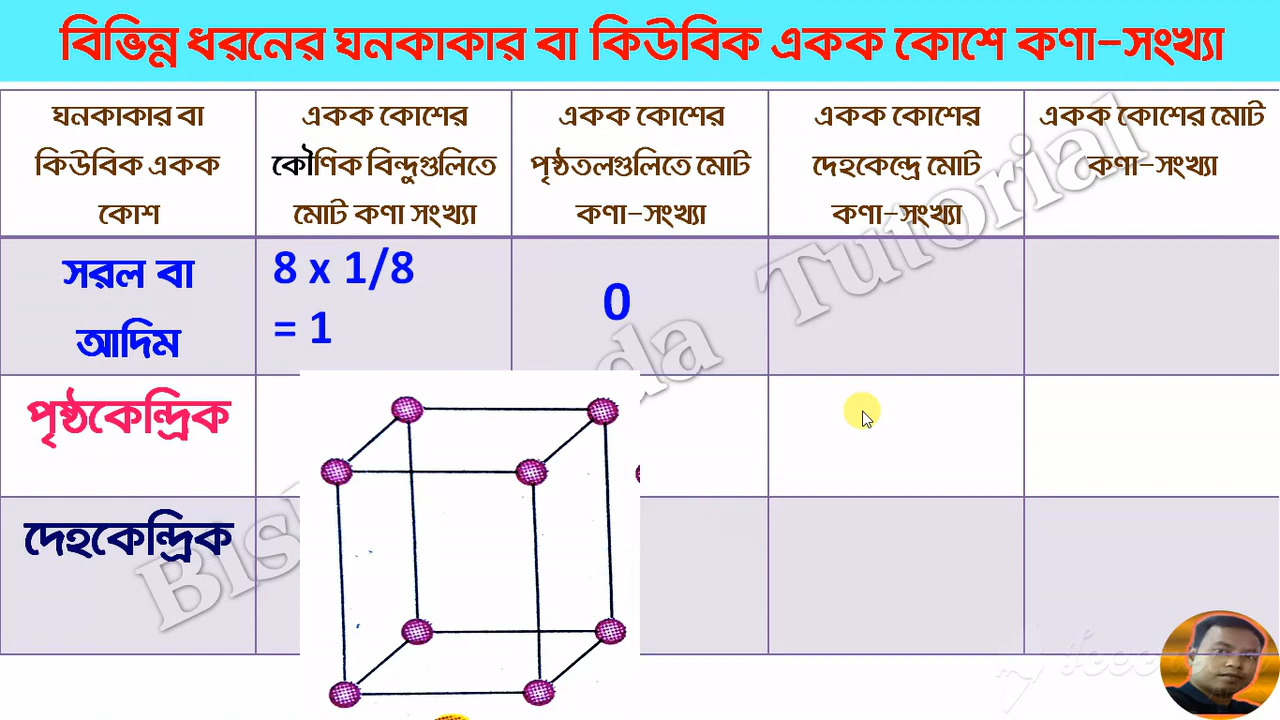 বিভিন্ন ধরনের ঘনকাকার বা কিউবিক একক কোশে কণা-সংখ্যা
ঘনকাকার বা
কিউবিক একক
কোশ
একক কোশের
কৌণিক বিন্দুগুলিতে
মোট কণা সংখ্যা
একক কোশের
পৃষ্ঠতলগুলিতে মোট
কণা-সংখ্যা
একক কোশের
দেহকেন্দ্রে মোট
কণা-সংখ্যা
একক কোশের মোট
কণা-সংখ্যা
সরল বা
আদিম
8 x 1/8
= 1
0
পৃষ্ঠকেন্দ্রিক
দেহকেন্দ্রিক
Tutorial